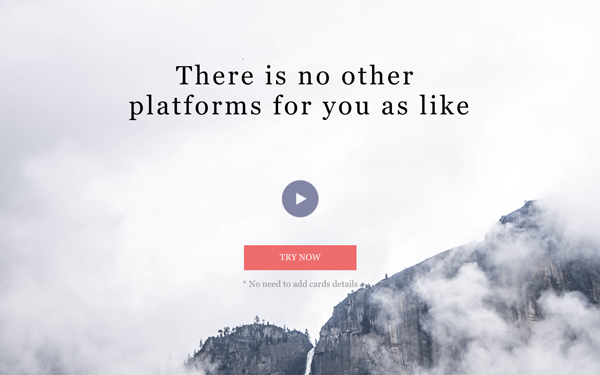 There is no other
platforms for you as like
TRY NOW
* No need to add cards details